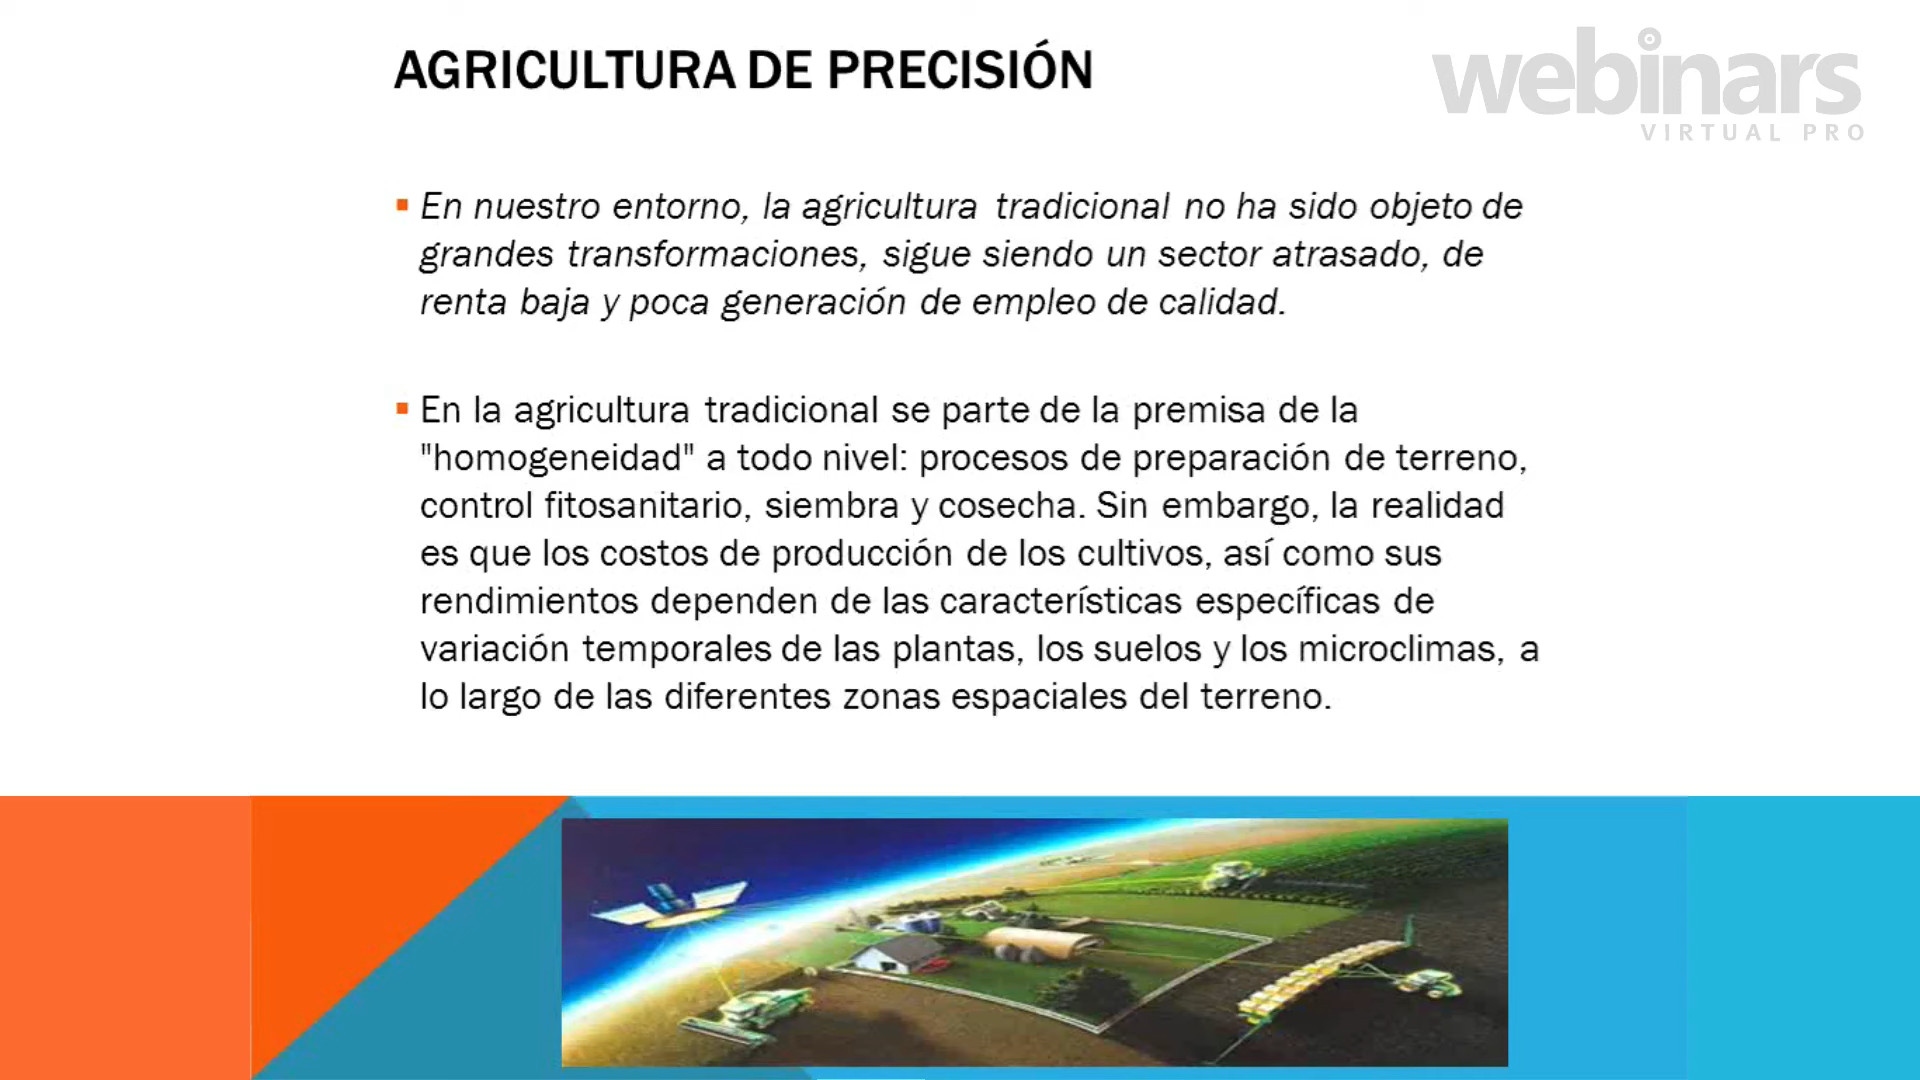 AGRICULTURA DE PRECISIÓN
webinars
VIRTUAL PRO
En nuestro entorno, la agricultura tradicional no ha sido objeto de
grandes transformaciones, sigue siendo un sector atrasado, de
renta baja y poca generación de empleo de calidad.
En la agricultura tradicional se parte de la premisa de la
"homogeneidad" a todo nivel: procesos de preparación de terreno,
control fitosanitario, siembra y cosecha. Sin embargo, la realidad
es que los costos de producción de los cultivos, así como sus
rendimientos dependen de las características específicas de
variación temporales de las plantas, los suelos y los microclimas, a
lo largo de las diferentes zonas espaciales del terreno.